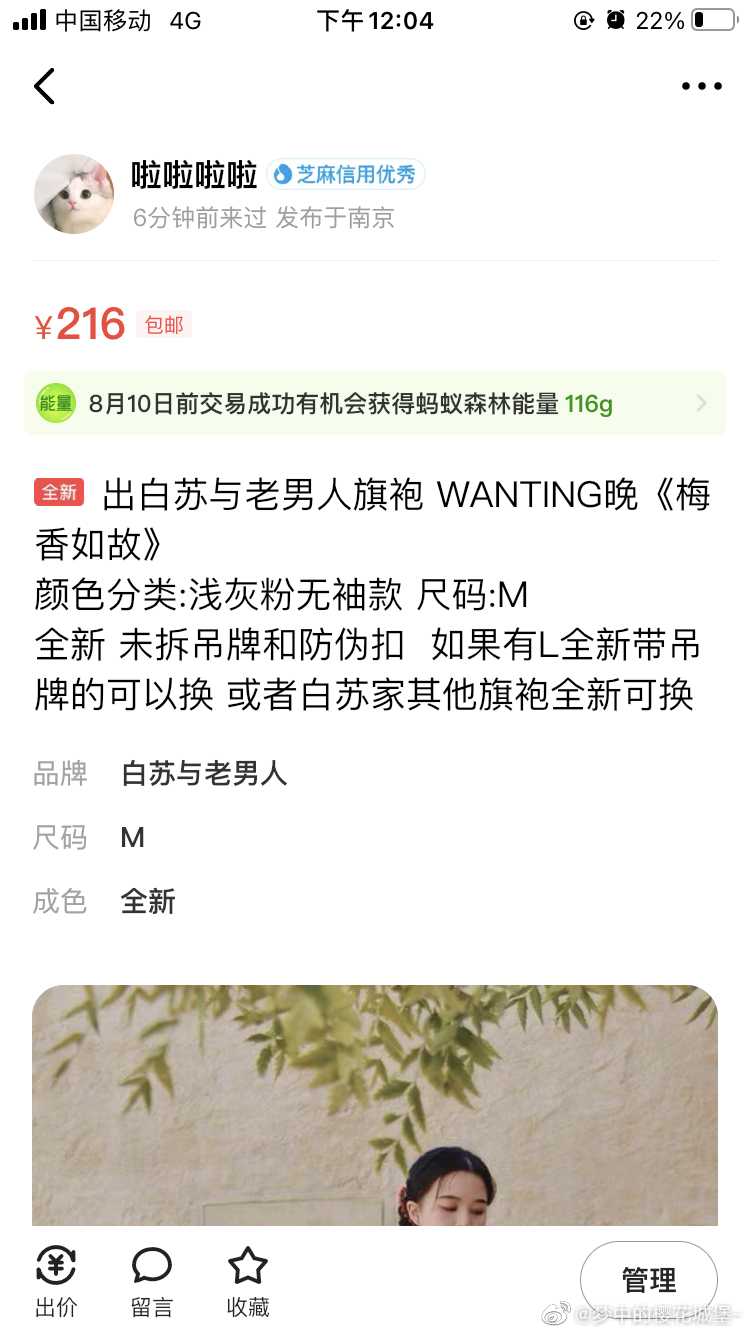 中国移动 4G 下午12:04 22%
啦啦啦啦 芝麻信用优秀
6分钟前来过 发布于南京
¥216 包邮
能量 8月10日前交易成功有机会获得蚂蚁森林能量 116g
全新 出白苏与老男人旗袍 WANTING晚《梅
香如故》
颜色分类:浅灰粉无袖款 尺码:M
全新 未拆吊牌和防伪扣 如果有L全新带吊
牌的可以换 或者白苏家其他旗袍全新可换
品牌 白苏与老男人
尺码 M
成色 全新
出价 留言 收藏 管理
@梦中的樱花城堡-